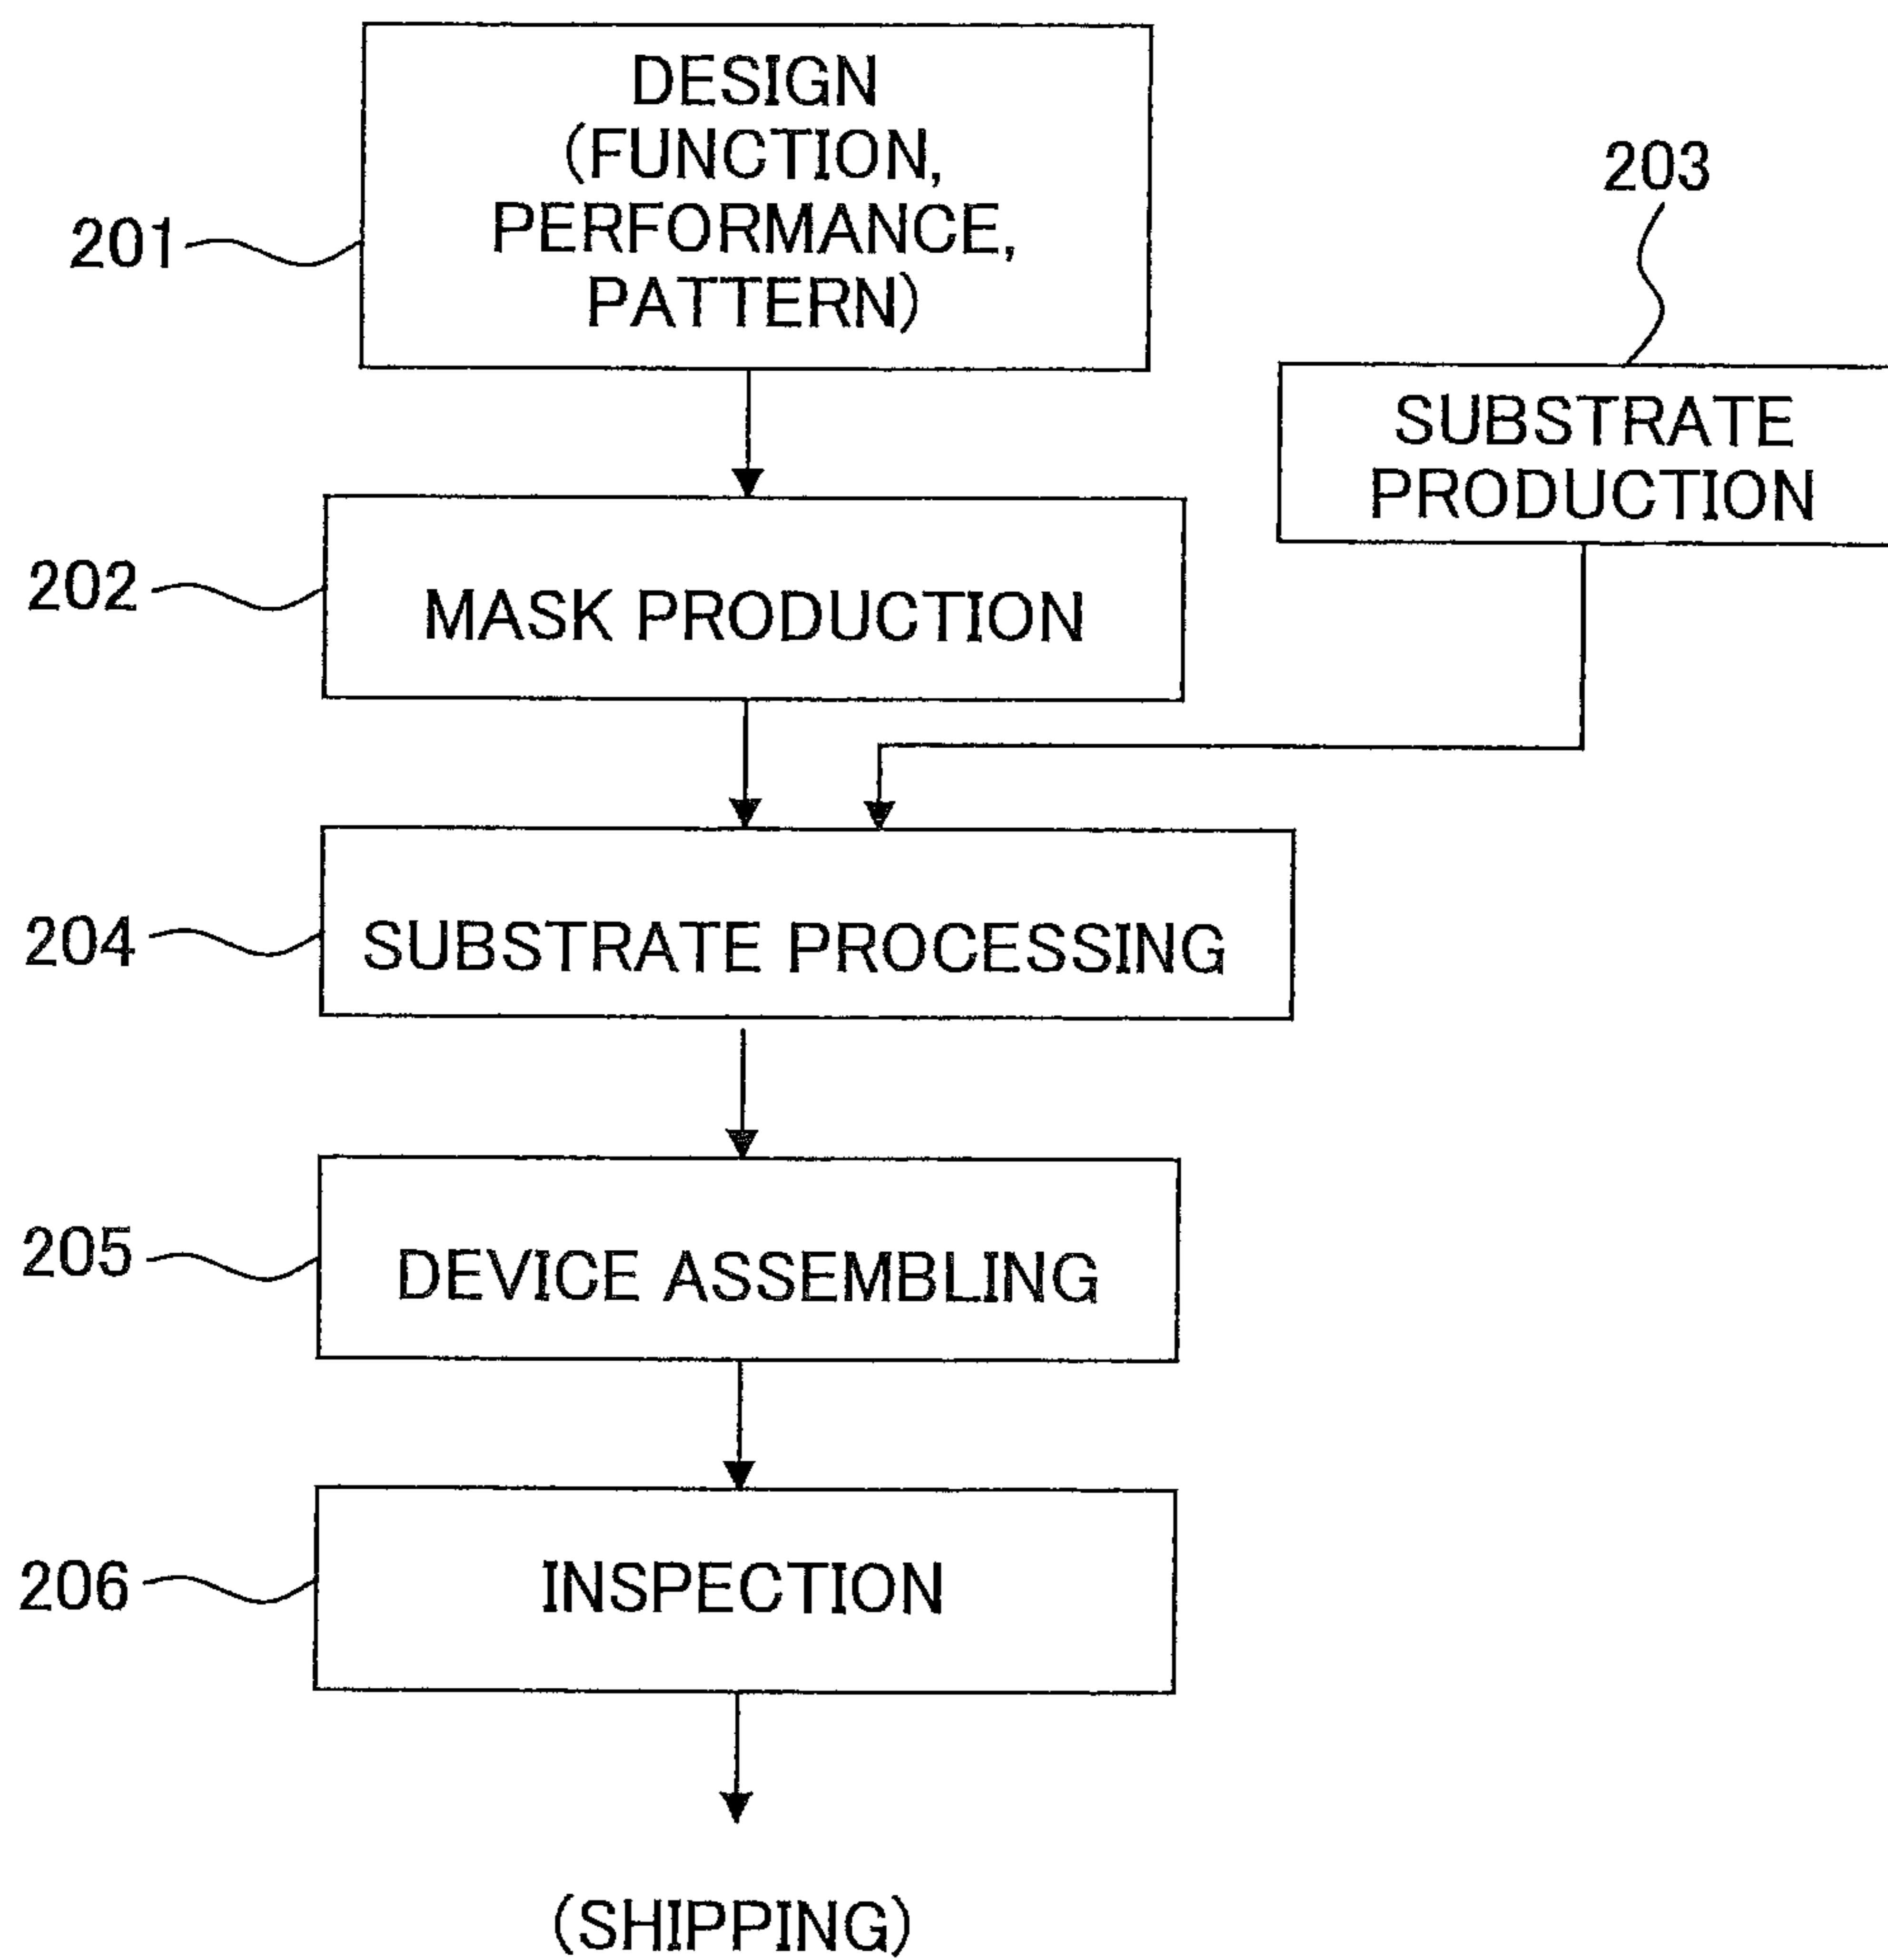 DESIGN
(FUNCTION,
PERFORMANCE,
PATTERN)
201
203
SUBSTRATE
PRODUCTION
202
MASK PRODUCTION
204
SUBSTRATE PROCESSING
205
DEVICE ASSEMBLING
206
INSPECTION
(SHIPPING)